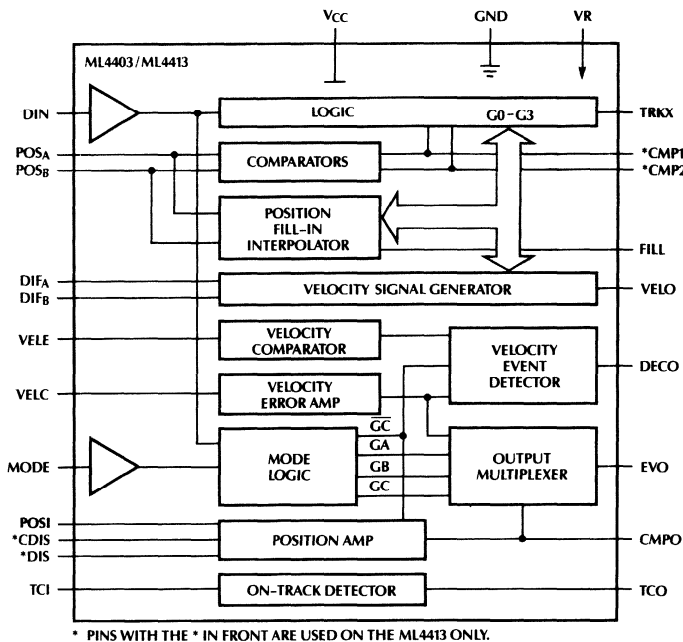 VCC GND VR
ML4403/ML4413
DIN LOGIC G0-G3 TRKX
POSA COMPARATORS *CMP1
POSB *CMP2
POSITION
FILL-IN
INTERPOLATOR
FILL
DIFA
DIFB
VELOCITY SIGNAL GENERATOR VELO
VELE VELOCITY
COMPARATOR
VELOCITY
EVENT
DETECTOR
DECO
VELC VELOCITY
ERROR AMP
G̅C̅
GA
GB
GC
MODE MODE
LOGIC
OUTPUT
MULTIPLEXER
EVO
POSI
*CDIS
*DIS
POSITION AMP CMPO
TCI ON-TRACK DETECTOR TCO
* PINS WITH THE * IN FRONT ARE USED ON THE ML4413 ONLY.